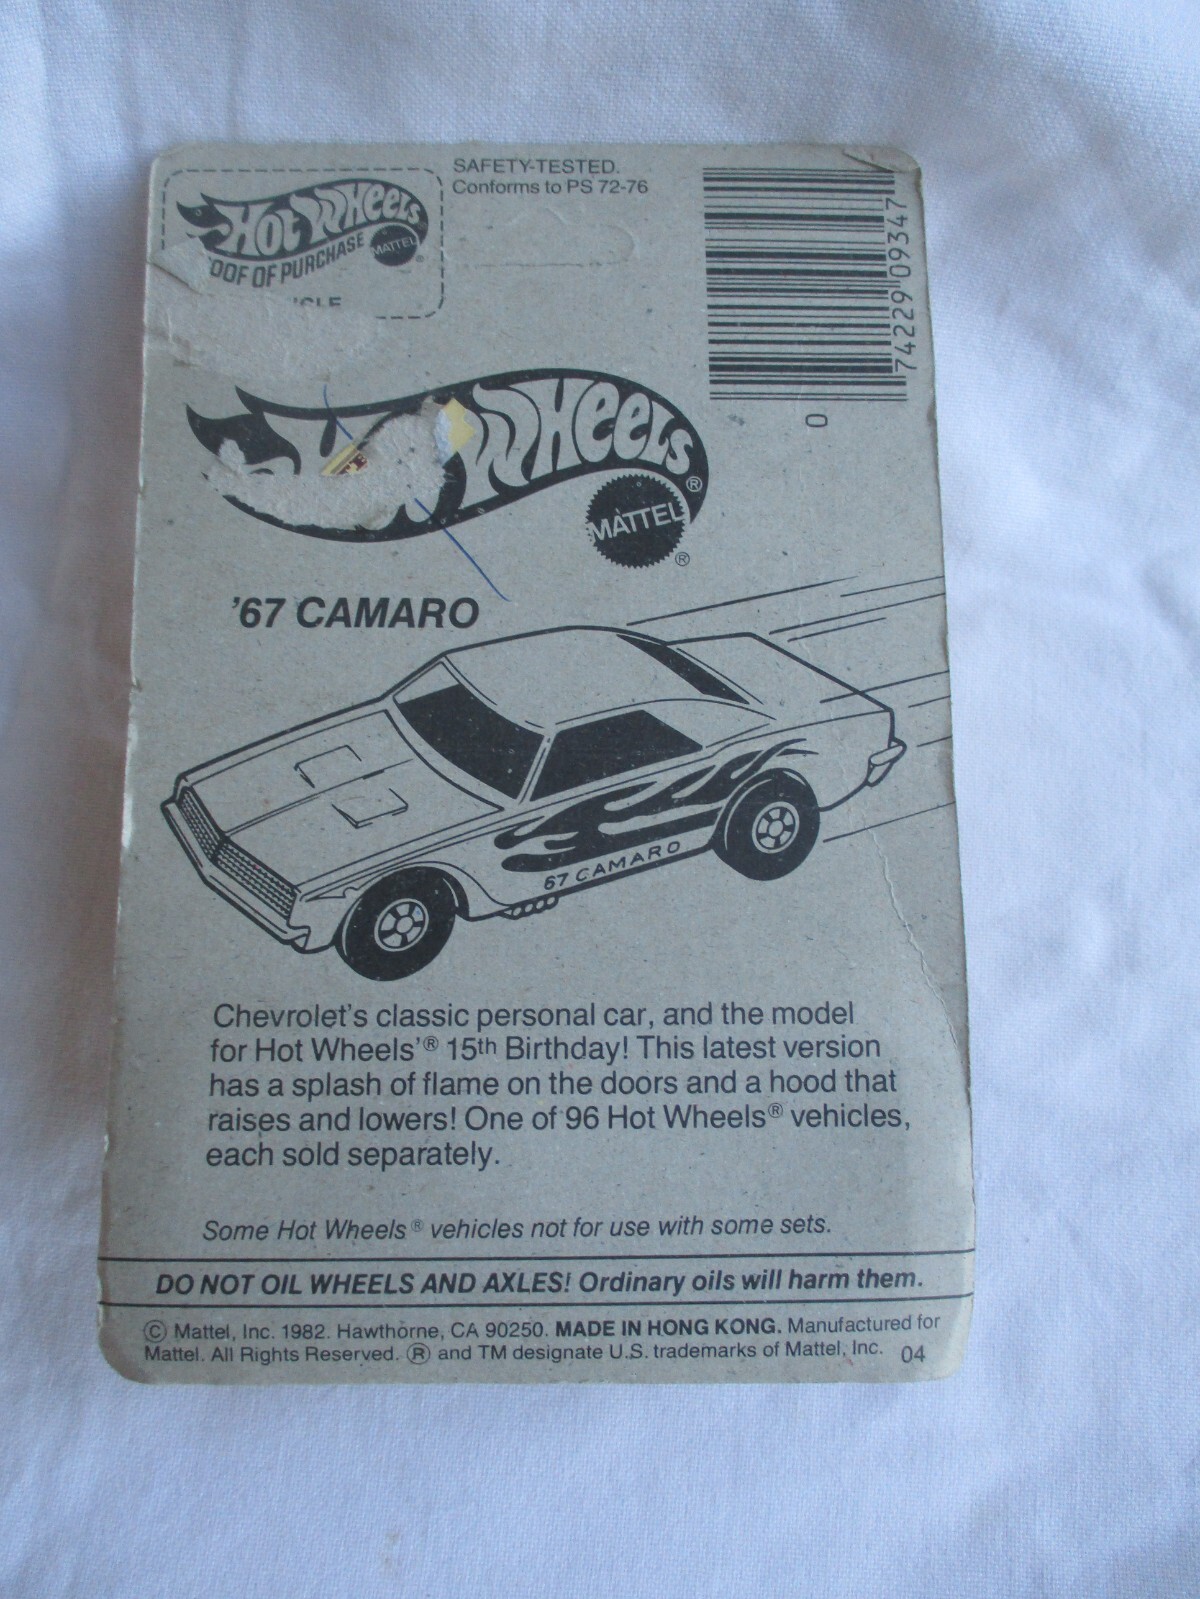 Hot Wheels
MATTEL ®
OF PURCHASE
SAFETY-TESTED.
Conforms to PS 72-76
74229 09347
0
Wheels ®
MATTEL
®
'67 CAMARO
67 CAMARO
Chevrolet's classic personal car, and the model
for Hot Wheels'® 15th Birthday! This latest version
has a splash of flame on the doors and a hood that
raises and lowers! One of 96 Hot Wheels® vehicles,
each sold separately.
Some Hot Wheels® vehicles not for use with some sets.
DO NOT OIL WHEELS AND AXLES! Ordinary oils will harm them.
© Mattel, Inc. 1982. Hawthorne, CA 90250. MADE IN HONG KONG. Manufactured for
Mattel. All Rights Reserved. ® and TM designate U.S. trademarks of Mattel, Inc. 04